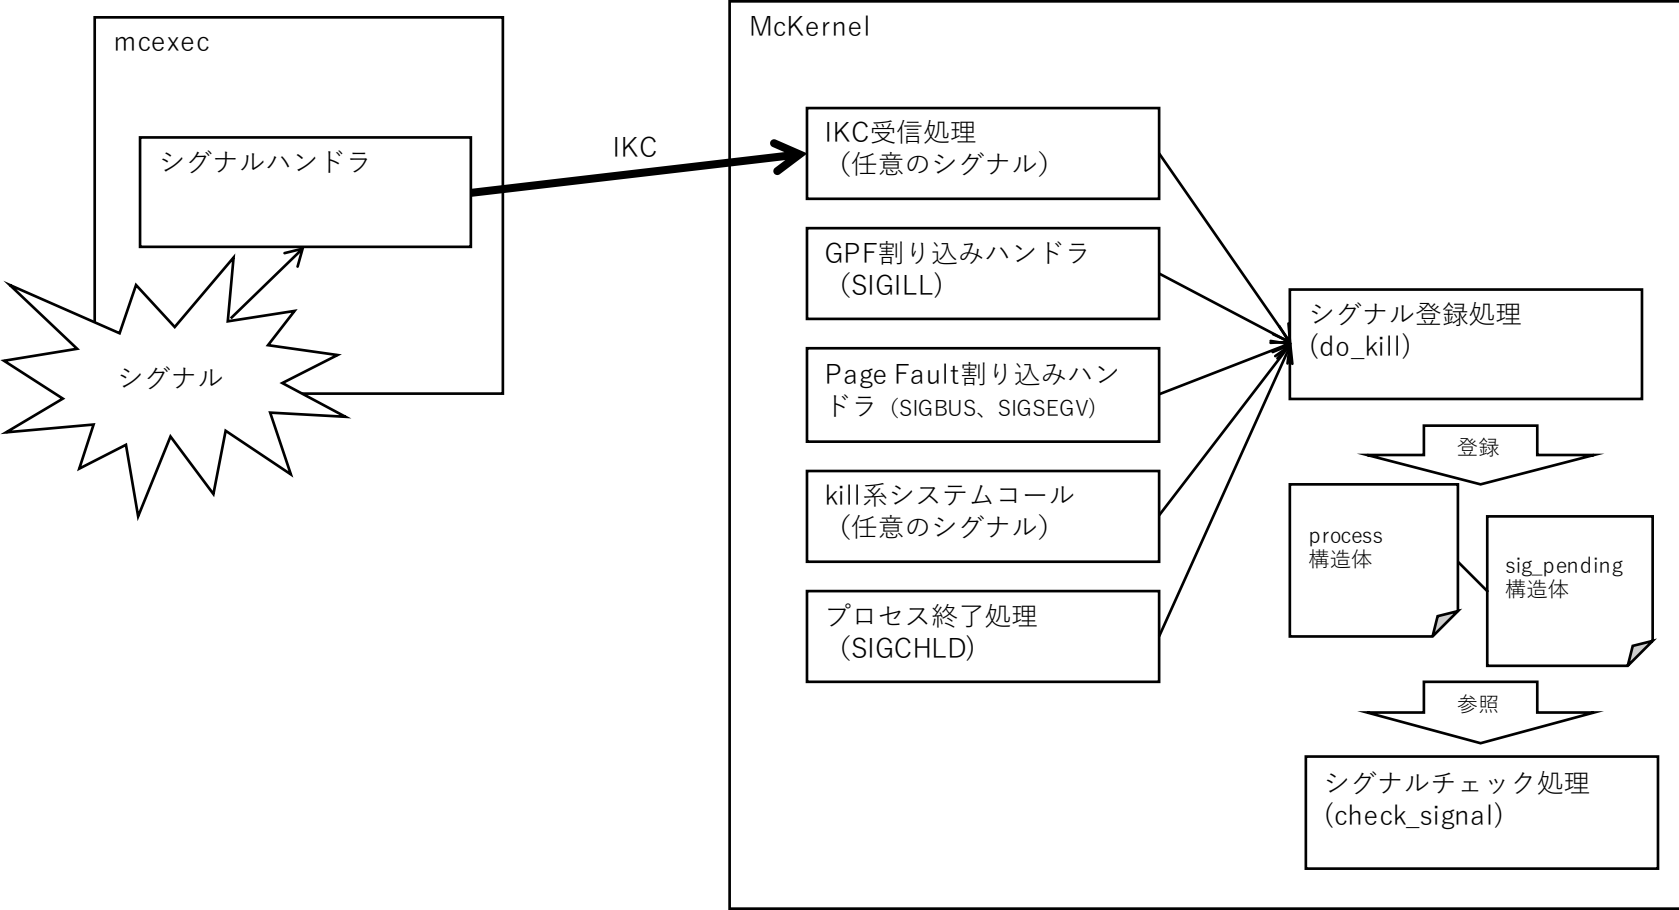 mcexec
シグナルハンドラ
シグナル
IKC
McKernel
IKC受信処理
（任意のシグナル）
GPF割り込みハンドラ
（SIGILL）
Page Fault割り込みハン
ドラ（SIGBUS、SIGSEGV）
kill系システムコール
（任意のシグナル）
プロセス終了処理
（SIGCHLD）
シグナル登録処理
（do_kill）
登録
process
構造体
sig_pending
構造体
参照
シグナルチェック処理
（check_signal）